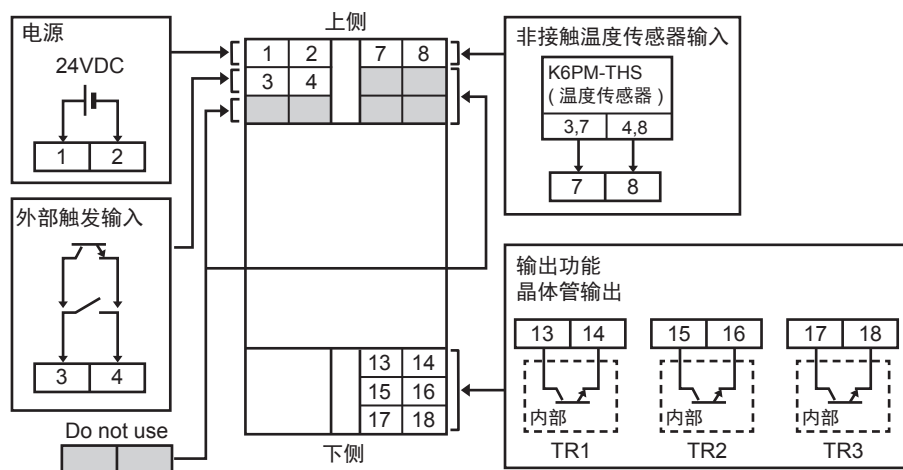 电源
24VDC
1 2
外部触发输入
3 4
Do not use
上侧
1 2 7 8
3 4
13 14
15 16
17 18
下侧
非接触温度传感器输入
K6PM-THS
( 温度传感器 )
3,7 4,8
7 8
输出功能
晶体管输出
13 14 15 16 17 18
内部 内部 内部
TR1 TR2 TR3